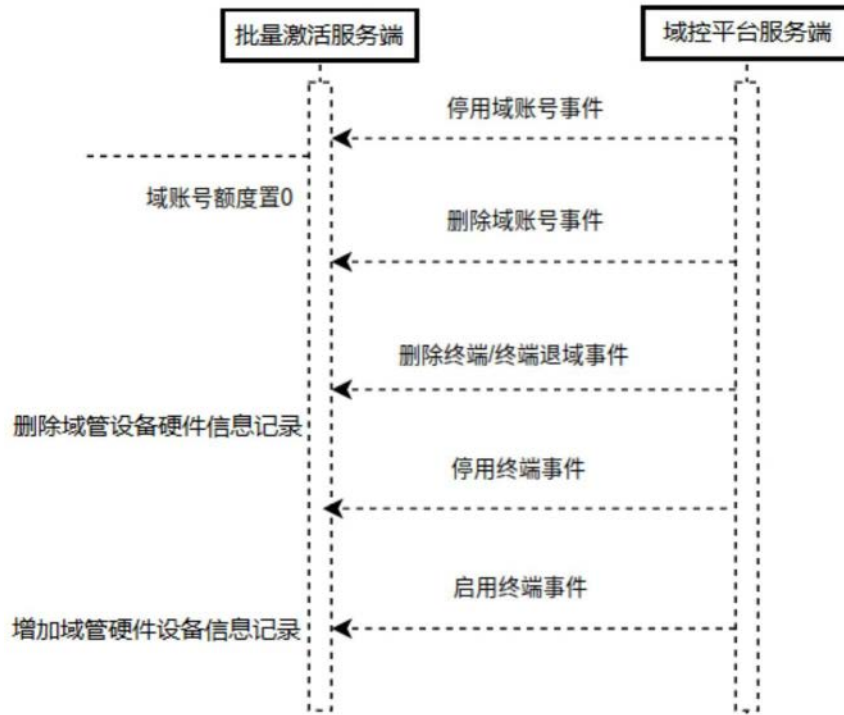 批量激活服务端
域控平台服务端
停用域账号事件
域账号额度置0
删除域账号事件
删除终端/终端退域事件
删除域管设备硬件信息记录
停用终端事件
启用终端事件
增加域管硬件设备信息记录